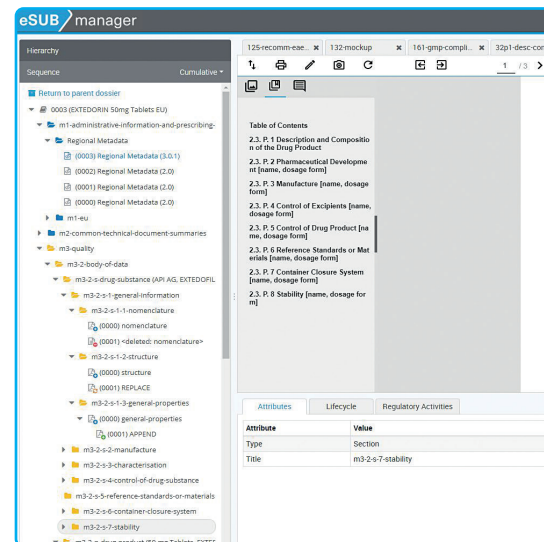 eSUB manager
Hierarchy
125-recomm-eae...
132-mockup
161-gmp-compli...
32p1-desc-com
Sequence
Cumulative
1 / 3
Return to parent dossier
0003 (EXTEDORIN 50mg Tablets EU)
m1-administrative-information-and-prescribing-
Regional Metadata
(0003) Regional Metadata (3.0.1)
(0002) Regional Metadata (2.0)
(0001) Regional Metadata (2.0)
(0000) Regional Metadata (2.0)
m1-eu
m2-common-technical-document-summaries
m3-quality
m3-2-body-of-data
m3-2-s-drug-substance (API AG, EXTEDOFIL
m3-2-s-1-general-information
m3-2-s-1-1-nomenclature
(0000) nomenclature
(0001) <deleted: nomenclature>
m3-2-s-1-2-structure
(0000) structure
(0001) REPLACE
m3-2-s-1-3-general-properties
(0000) general-properties
(0001) APPEND
m3-2-s-2-manufacture
m3-2-s-3-characterisation
m3-2-s-4-control-of-drug-substance
m3-2-s-5-reference-standards-or-materials
m3-2-s-6-container-closure-system
m3-2-s-7-stability
Table of Contents
2.3. P. 1 Description and Compositio
n of the Drug Product
2.3. P. 2 Pharmaceutical Developme
nt [name, dosage form]
2.3. P. 3 Manufacture [name, dosage
form]
2.3. P. 4 Control of Excipients [name,
dosage form]
2.3. P. 5 Control of Drug Product [na
me, dosage form]
2.3. P. 6 Reference Standards or Mat
erials [name, dosage form]
2.3. P. 7 Container Closure System
[name, dosage form]
2.3. P. 8 Stability [name, dosage for
m]
Attributes
Lifecycle
Regulatory Activities
Attribute Value
Type Section
Title m3-2-s-7-stability